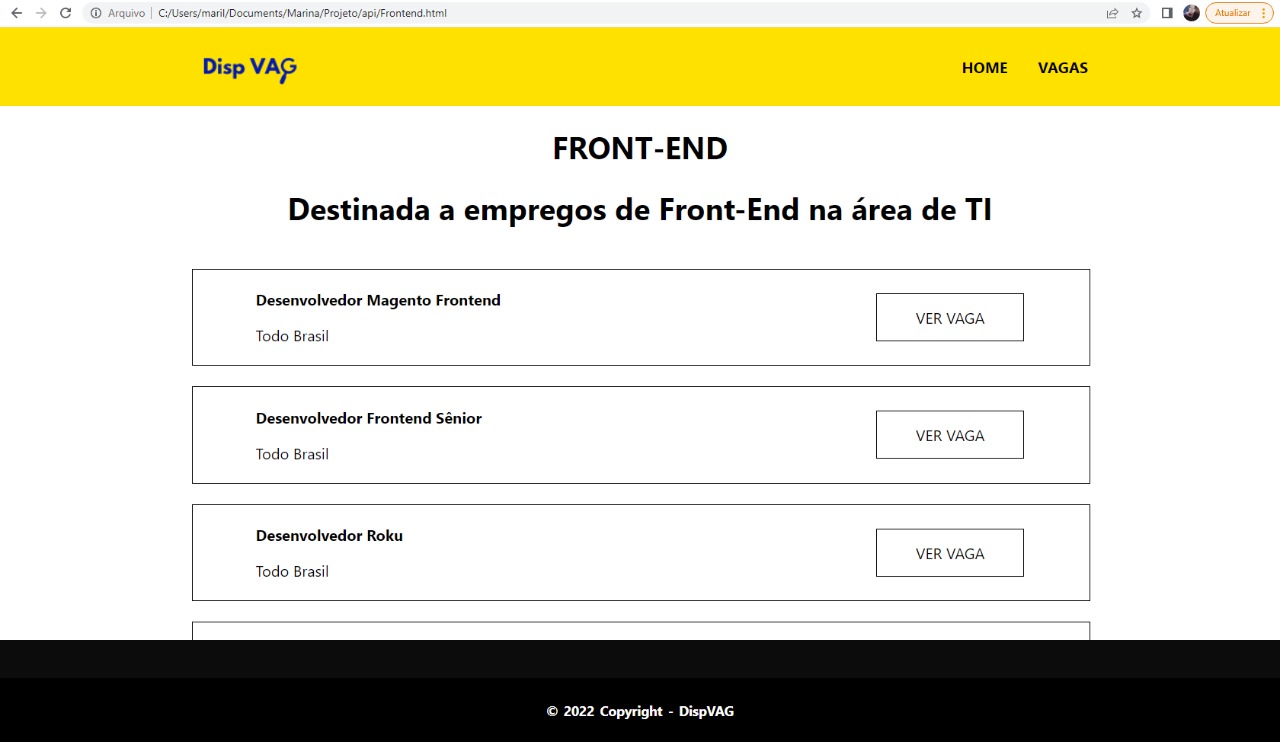 Arquivo | C:/Users/maril/Documents/Marina/Projeto/api/Frontend.html
Atualizar
Disp VAG
HOME VAGAS
FRONT-END
Destinada a empregos de Front-End na área de TI
Desenvolvedor Magento Frontend
Todo Brasil
VER VAGA
Desenvolvedor Frontend Sênior
Todo Brasil
VER VAGA
Desenvolvedor Roku
Todo Brasil
VER VAGA
© 2022 Copyright - DispVAG